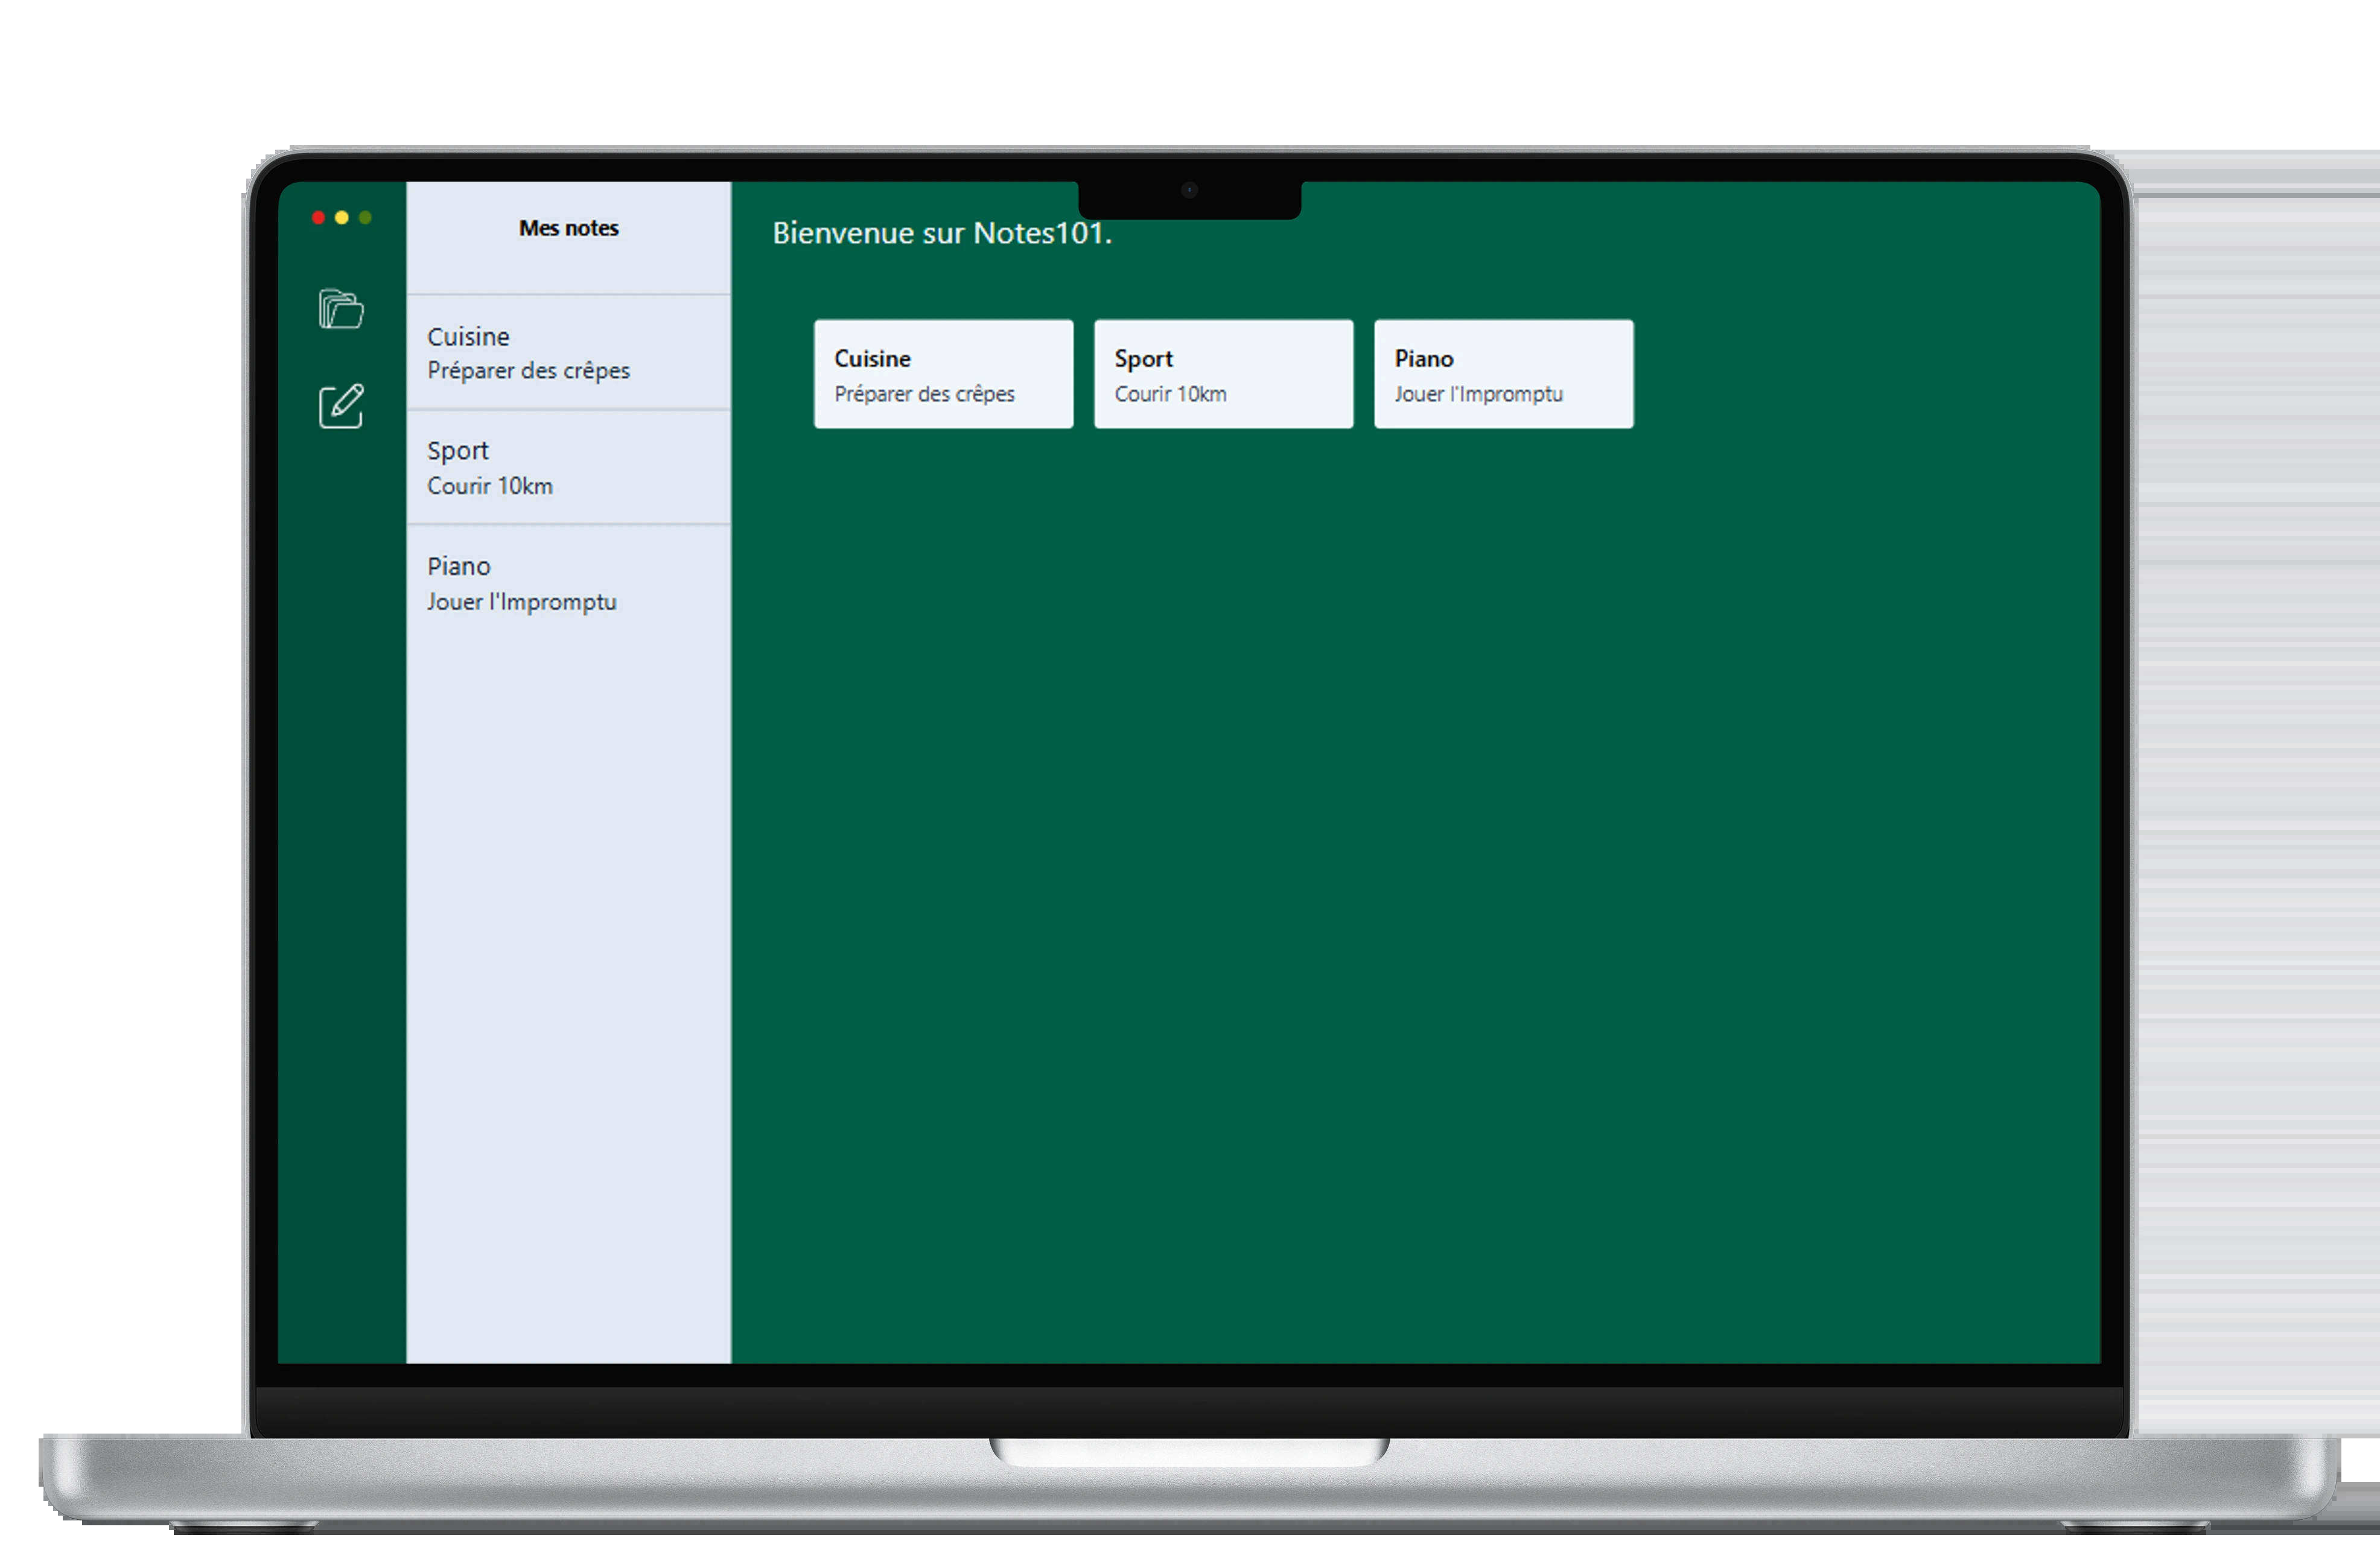 Mes notes
Cuisine
Préparer des crêpes
Sport
Courir 10km
Piano
Jouer l'Impromptu
Bienvenue sur Notes101.
Cuisine
Préparer des crêpes
Sport
Courir 10km
Piano
Jouer l'Impromptu